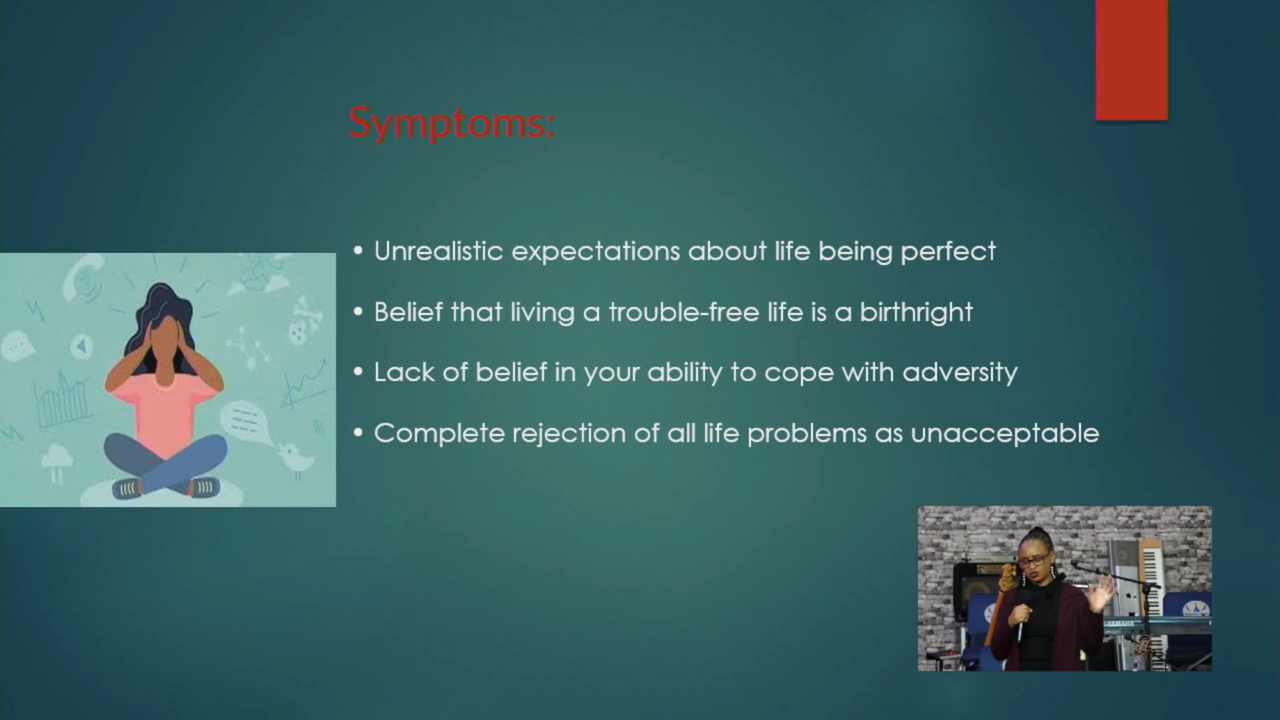 Symptoms:
• Unrealistic expectations about life being perfect
• Belief that living a trouble-free life is a birthright
• Lack of belief in your ability to cope with adversity
• Complete rejection of all life problems as unacceptable
YAMAHA